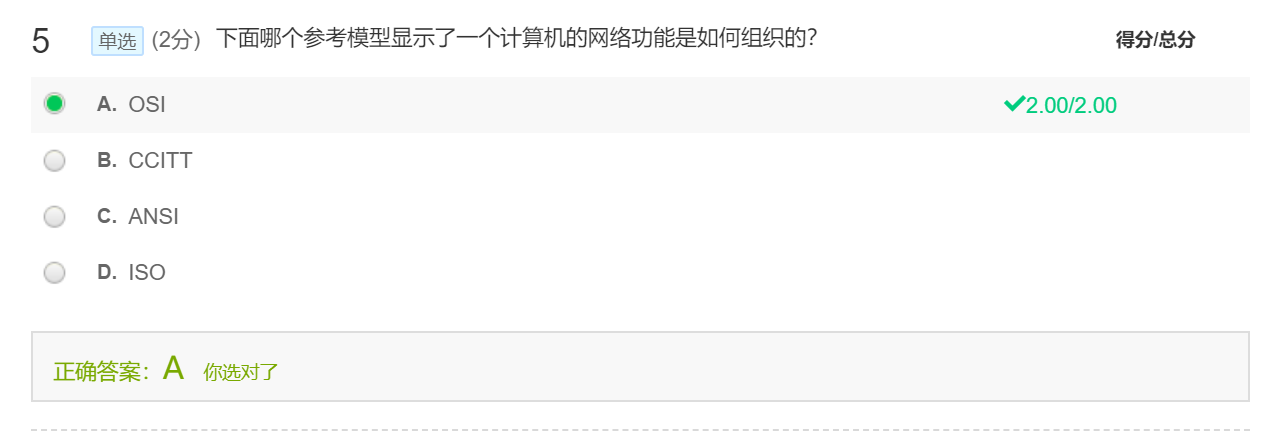 5 单选 (2分) 下面哪个参考模型显示了一个计算机的网络功能是如何组织的? 得分/总分
A. OSI 2.00/2.00
B. CCITT
C. ANSI
D. ISO
正确答案：A 你选对了